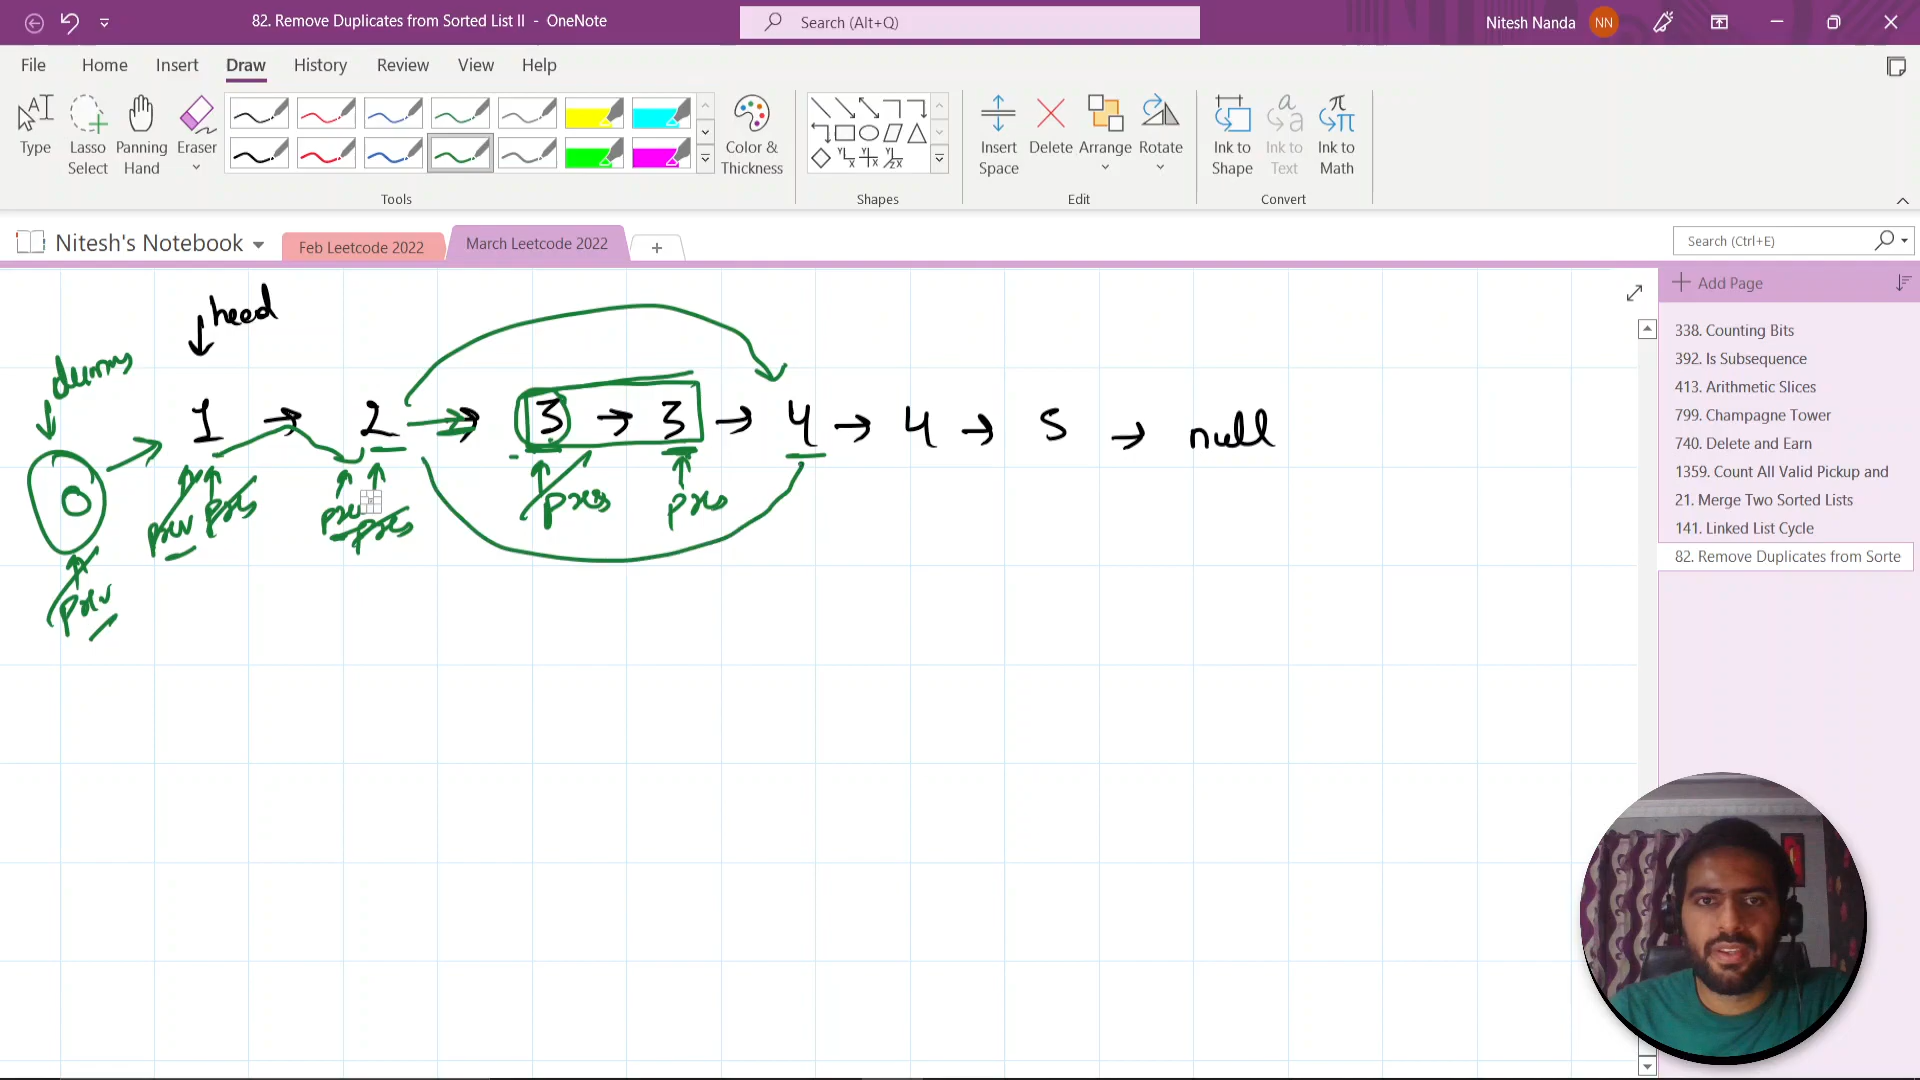 82. Remove Duplicates from Sorted List II - OneNote
Search (Alt+Q)
Nitesh Nanda
NN
File Home Insert Draw History Review View Help
Type
Lasso Select
Panning Hand
Eraser
Color & Thickness
Insert Space
Delete
Arrange
Rotate
Ink to Shape
Ink to Text
Ink to Math
Tools
Shapes
Edit
Convert
Nitesh's Notebook
Feb Leetcode 2022
March Leetcode 2022
+
Search (Ctrl+E)
Add Page
338. Counting Bits
392. Is Subsequence
413. Arithmetic Slices
799. Champagne Tower
740. Delete and Earn
1359. Count All Valid Pickup and
21. Merge Two Sorted Lists
141. Linked List Cycle
82. Remove Duplicates from Sorte
head
1 → 2 → 3 → 3 → 4 → 4 → 5 → null
0
prev
prev